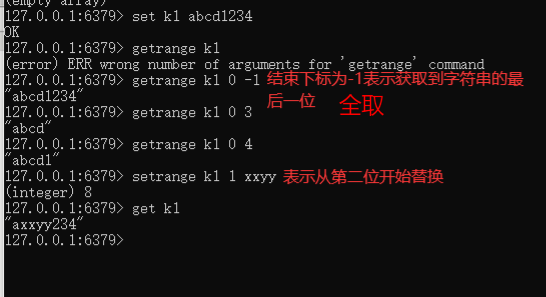 (empty array)
127.0.0.1:6379> set k1 abcd1234
OK
127.0.0.1:6379> getrange k1
(error) ERR wrong number of arguments for 'getrange' command
127.0.0.1:6379> getrange k1 0 -1 结束下标为-1表示获取到字符串的最
"abcd1234" 后一位 全取
127.0.0.1:6379> getrange k1 0 3
"abcd"
127.0.0.1:6379> getrange k1 0 4
"abcd1"
127.0.0.1:6379> setrange k1 1 xxyy 表示从第二位开始替换
(integer) 8
127.0.0.1:6379> get k1
"axxyy234"
127.0.0.1:6379>